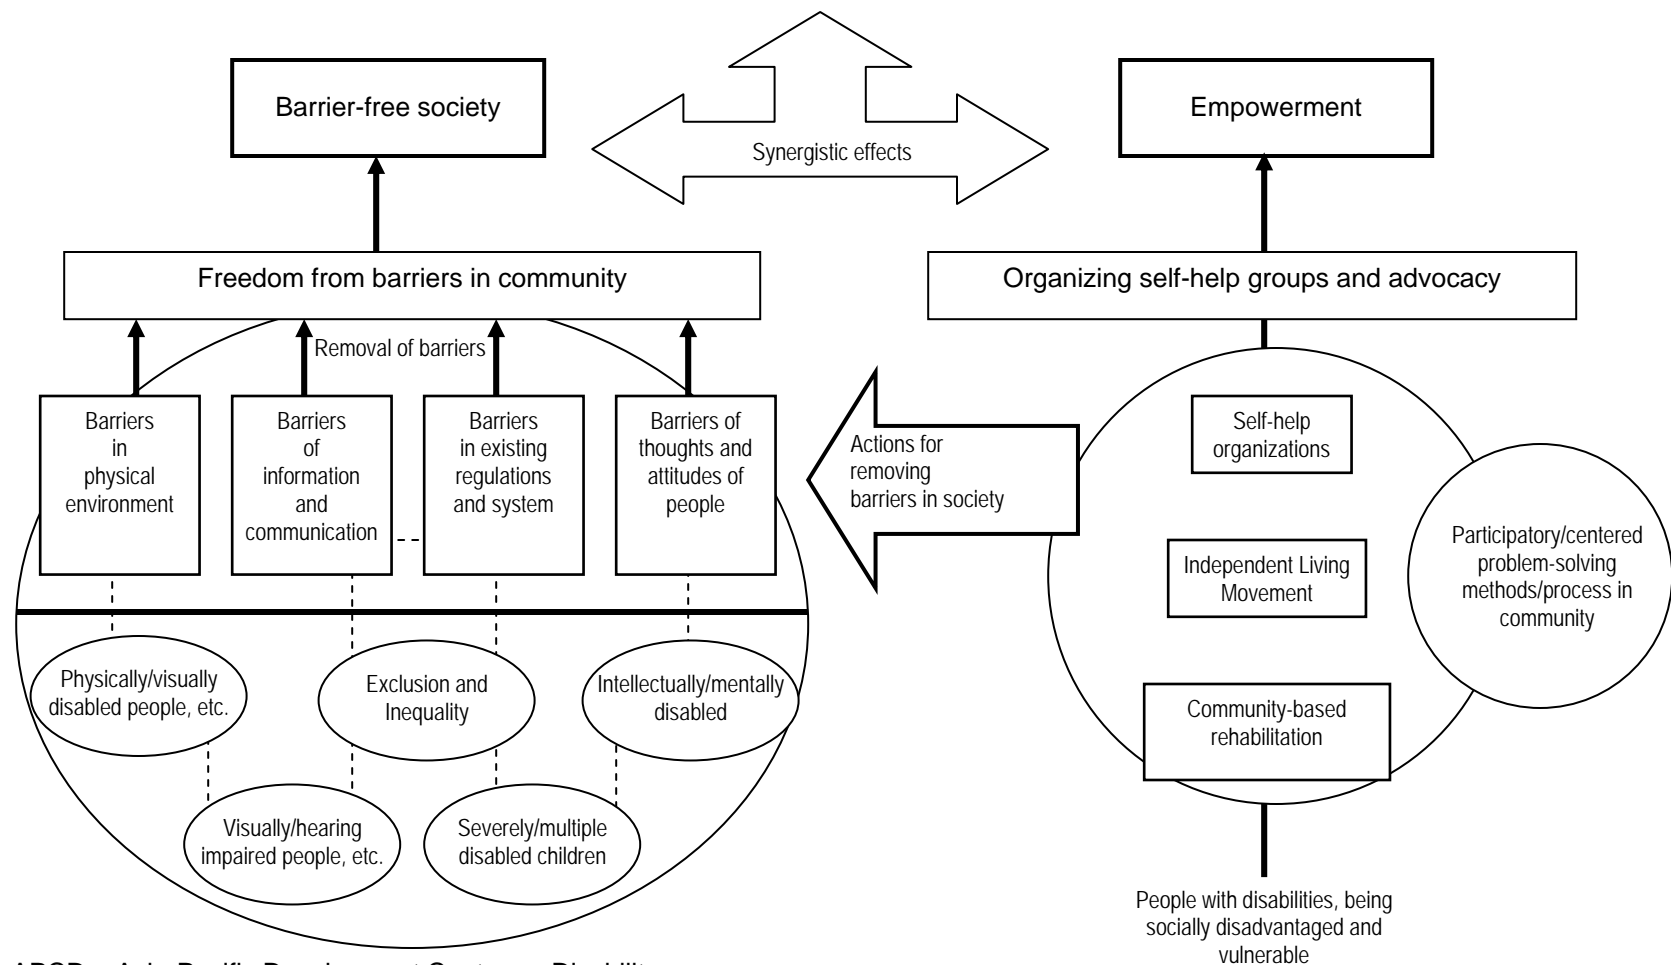 Barrier-free society
Synergistic effects
Empowerment
Freedom from barriers in community
Organizing self-help groups and advocacy
Removal of barriers
Barriers
in
physical
environment
Barriers
of
information
and
communication
Barriers
in existing
regulations
and system
Barriers of
thoughts and
attitudes of
people
Actions for
removing
barriers in society
Self-help
organizations
Independent Living
Movement
Community-based
rehabilitation
Participatory/centered
problem-solving
methods/process in
community
Physically/visually
disabled people, etc.
Exclusion and
Inequality
Intellectually/mentally
disabled
Visually/hearing
impaired people, etc.
Severely/multiple
disabled children
People with disabilities, being
socially disadvantaged and
vulnerable